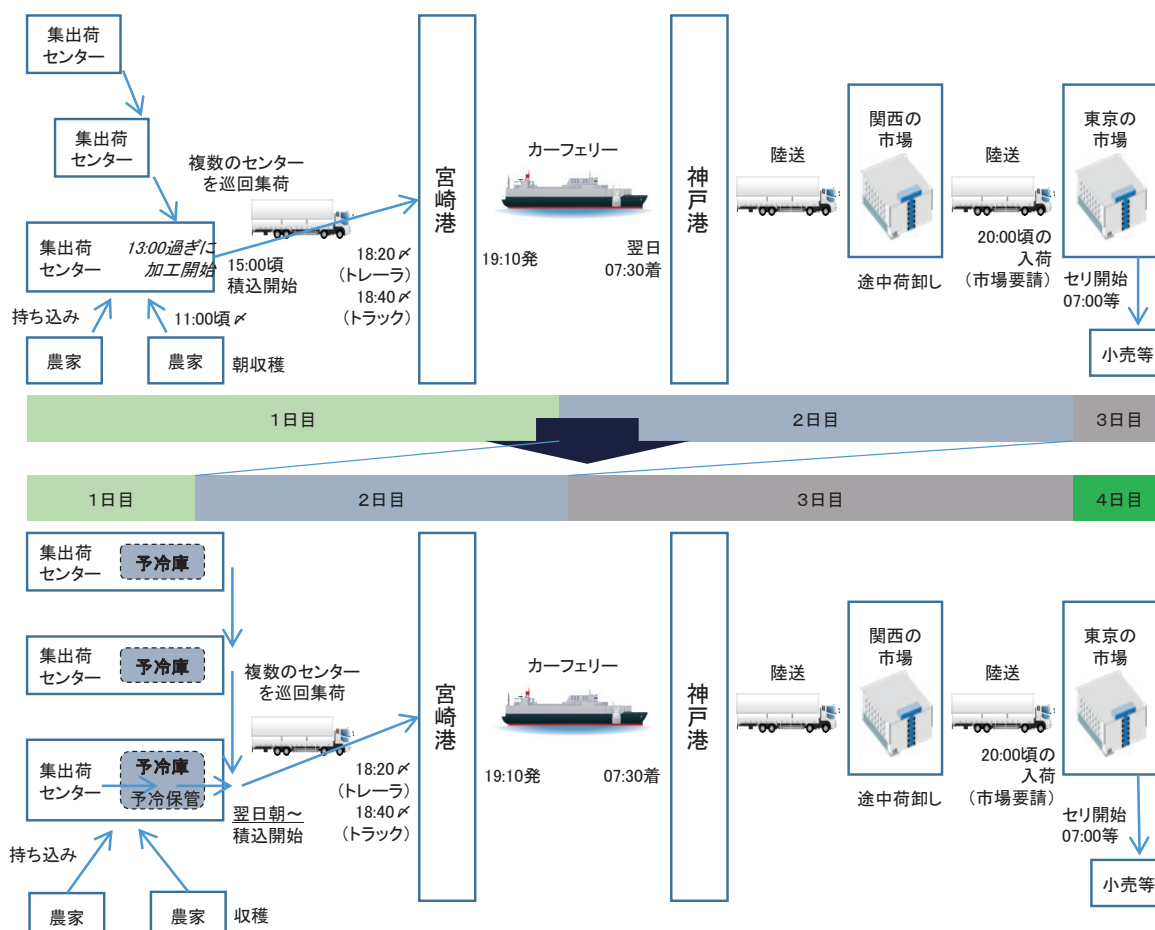 集出荷
センター
集出荷
センター
集出荷
センター
13:00過ぎに
加工開始
持ち込み
11:00頃〆
農家
農家
朝収穫
複数のセンター
を巡回集荷
15:00頃
積込開始
18:20〆
(トレーラ)
18:40〆
(トラック)
宮崎港
カーフェリー
19:10発
翌日
07:30着
神戸港
陸送
関西の
市場
途中荷卸し
陸送
20:00頃の
入荷
(市場要請)
東京の
市場
セリ開始
07:00等
小売等
1日目
2日目
3日目
1日目
2日目
3日目
4日目
集出荷
センター
予冷庫
集出荷
センター
予冷庫
集出荷
センター
予冷庫
予冷保管
持ち込み
農家
農家
収穫
複数のセンター
を巡回集荷
翌日朝~
積込開始
18:20〆
(トレーラ)
18:40〆
(トラック)
宮崎港
カーフェリー
19:10発
07:30着
神戸港
陸送
関西の
市場
途中荷卸し
陸送
20:00頃の
入荷
(市場要請)
東京の
市場
セリ開始
07:00等
小売等